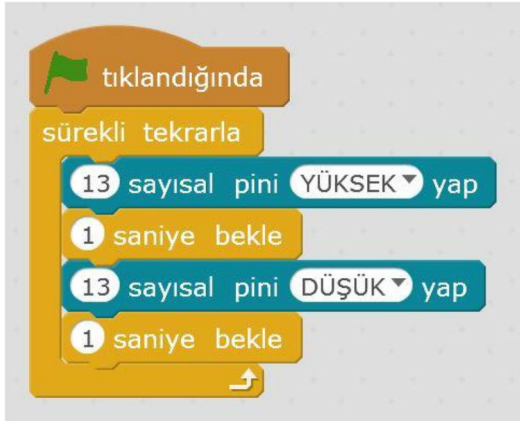 tıklandığında
sürekli tekrarla
13 sayısal pini YÜKSEK yap
1 saniye bekle
13 sayısal pini DÜŞÜK yap
1 saniye bekle